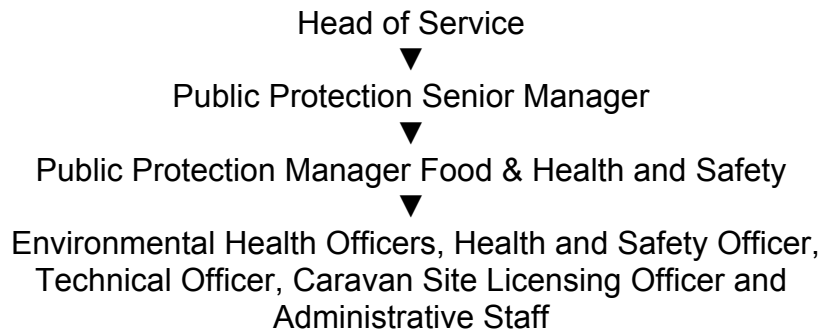 Head of Service
▼
Public Protection Senior Manager
▼
Public Protection Manager Food & Health and Safety
▼
Environmental Health Officers, Health and Safety Officer,
Technical Officer, Caravan Site Licensing Officer and
Administrative Staff